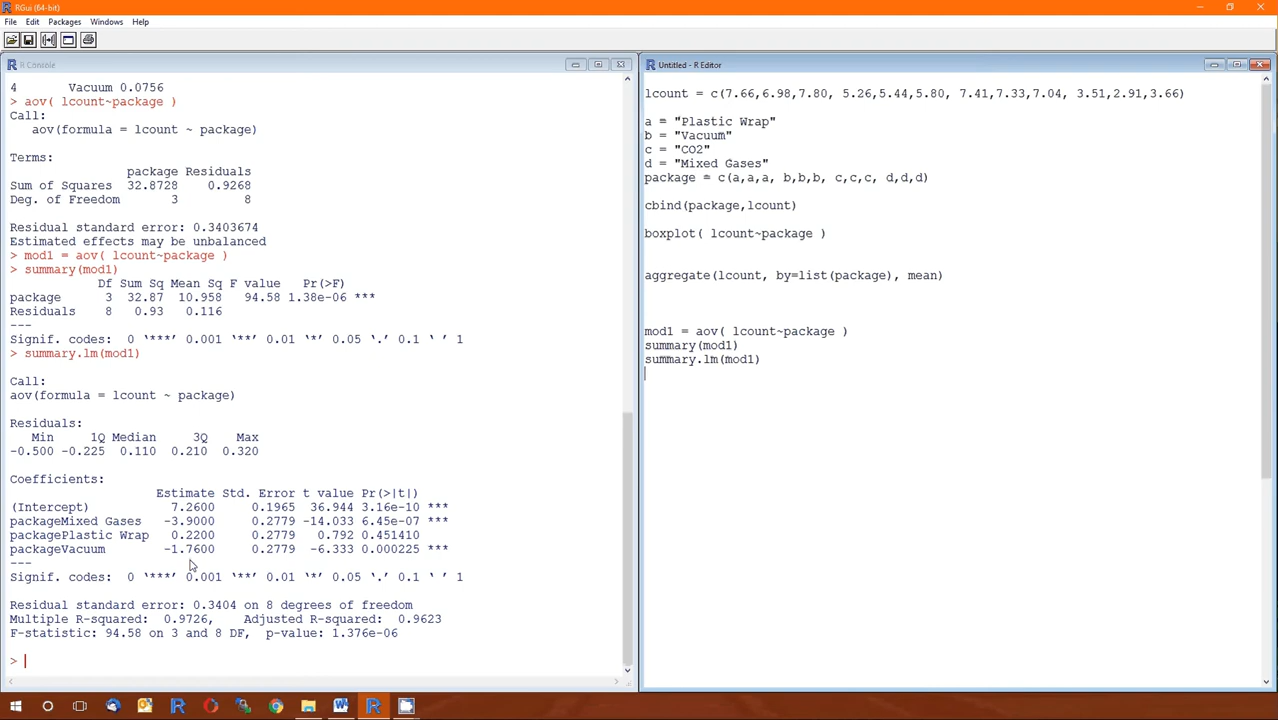 RGui (64-bit)
File Edit Packages Windows Help
R Console
4       Vacuum 0.0756
> aov( lcount~package )
Call:
   aov(formula = lcount ~ package)

Terms:
                package Residuals
Sum of Squares  32.8728    0.9268
Deg. of Freedom       3         8

Residual standard error: 0.3403674
Estimated effects may be unbalanced
> mod1 = aov( lcount~package )
> summary(mod1)
            Df Sum Sq Mean Sq F value   Pr(>F)
package      3  32.87  10.958   94.58 1.38e-06 ***
Residuals    8   0.93   0.116
---
Signif. codes:  0 ‘***’ 0.001 ‘**’ 0.01 ‘*’ 0.05 ‘.’ 0.1 ‘ ’ 1
> summary.lm(mod1)

Call:
aov(formula = lcount ~ package)

Residuals:
   Min     1Q Median     3Q    Max
-0.500 -0.225  0.110  0.210  0.320

Coefficients:
                    Estimate Std. Error t value Pr(>|t|)
(Intercept)           7.2600     0.1965  36.944 3.16e-10 ***
packageMixed Gases   -3.9000     0.2779 -14.033 6.45e-07 ***
packagePlastic Wrap   0.2200     0.2779   0.792 0.451410
packageVacuum        -1.7600     0.2779  -6.333 0.000225 ***
---
Signif. codes:  0 ‘***’ 0.001 ‘**’ 0.01 ‘*’ 0.05 ‘.’ 0.1 ‘ ’ 1

Residual standard error: 0.3404 on 8 degrees of freedom
Multiple R-squared:  0.9726,	Adjusted R-squared:  0.9623
F-statistic: 94.58 on 3 and 8 DF,  p-value: 1.376e-06

>
Untitled - R Editor
lcount = c(7.66,6.98,7.80, 5.26,5.44,5.80, 7.41,7.33,7.04, 3.51,2.91,3.66)

a = "Plastic Wrap"
b = "Vacuum"
c = "CO2"
d = "Mixed Gases"
package = c(a,a,a, b,b,b, c,c,c, d,d,d)

cbind(package,lcount)

boxplot( lcount~package )

aggregate(lcount, by=list(package), mean)

mod1 = aov( lcount~package )
summary(mod1)
summary.lm(mod1)